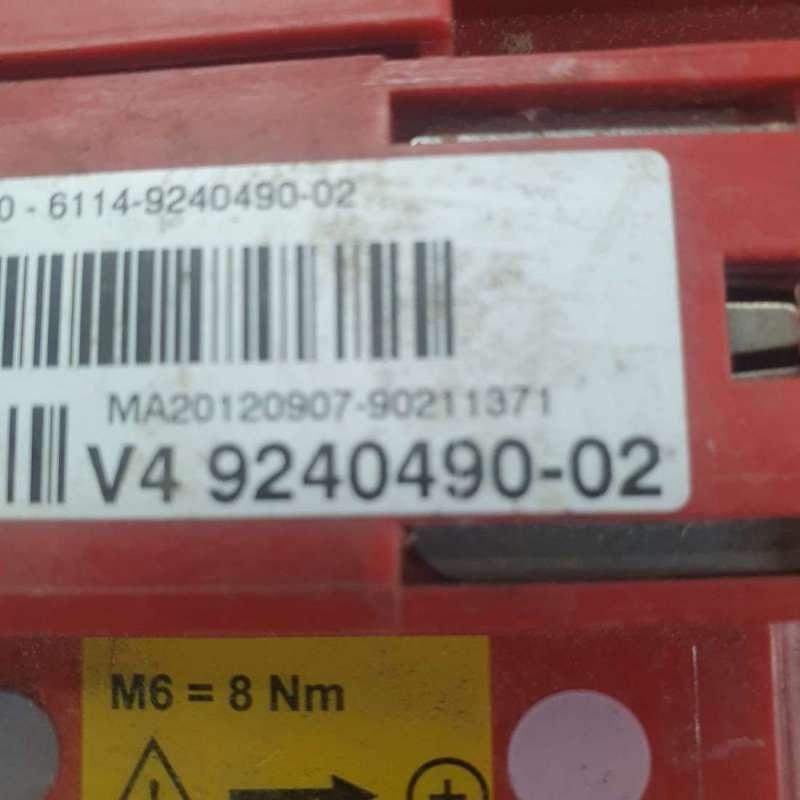 0 - 6114-9240490-02
MA20120907-90211371
V4 9240490-02
M6 = 8 Nm